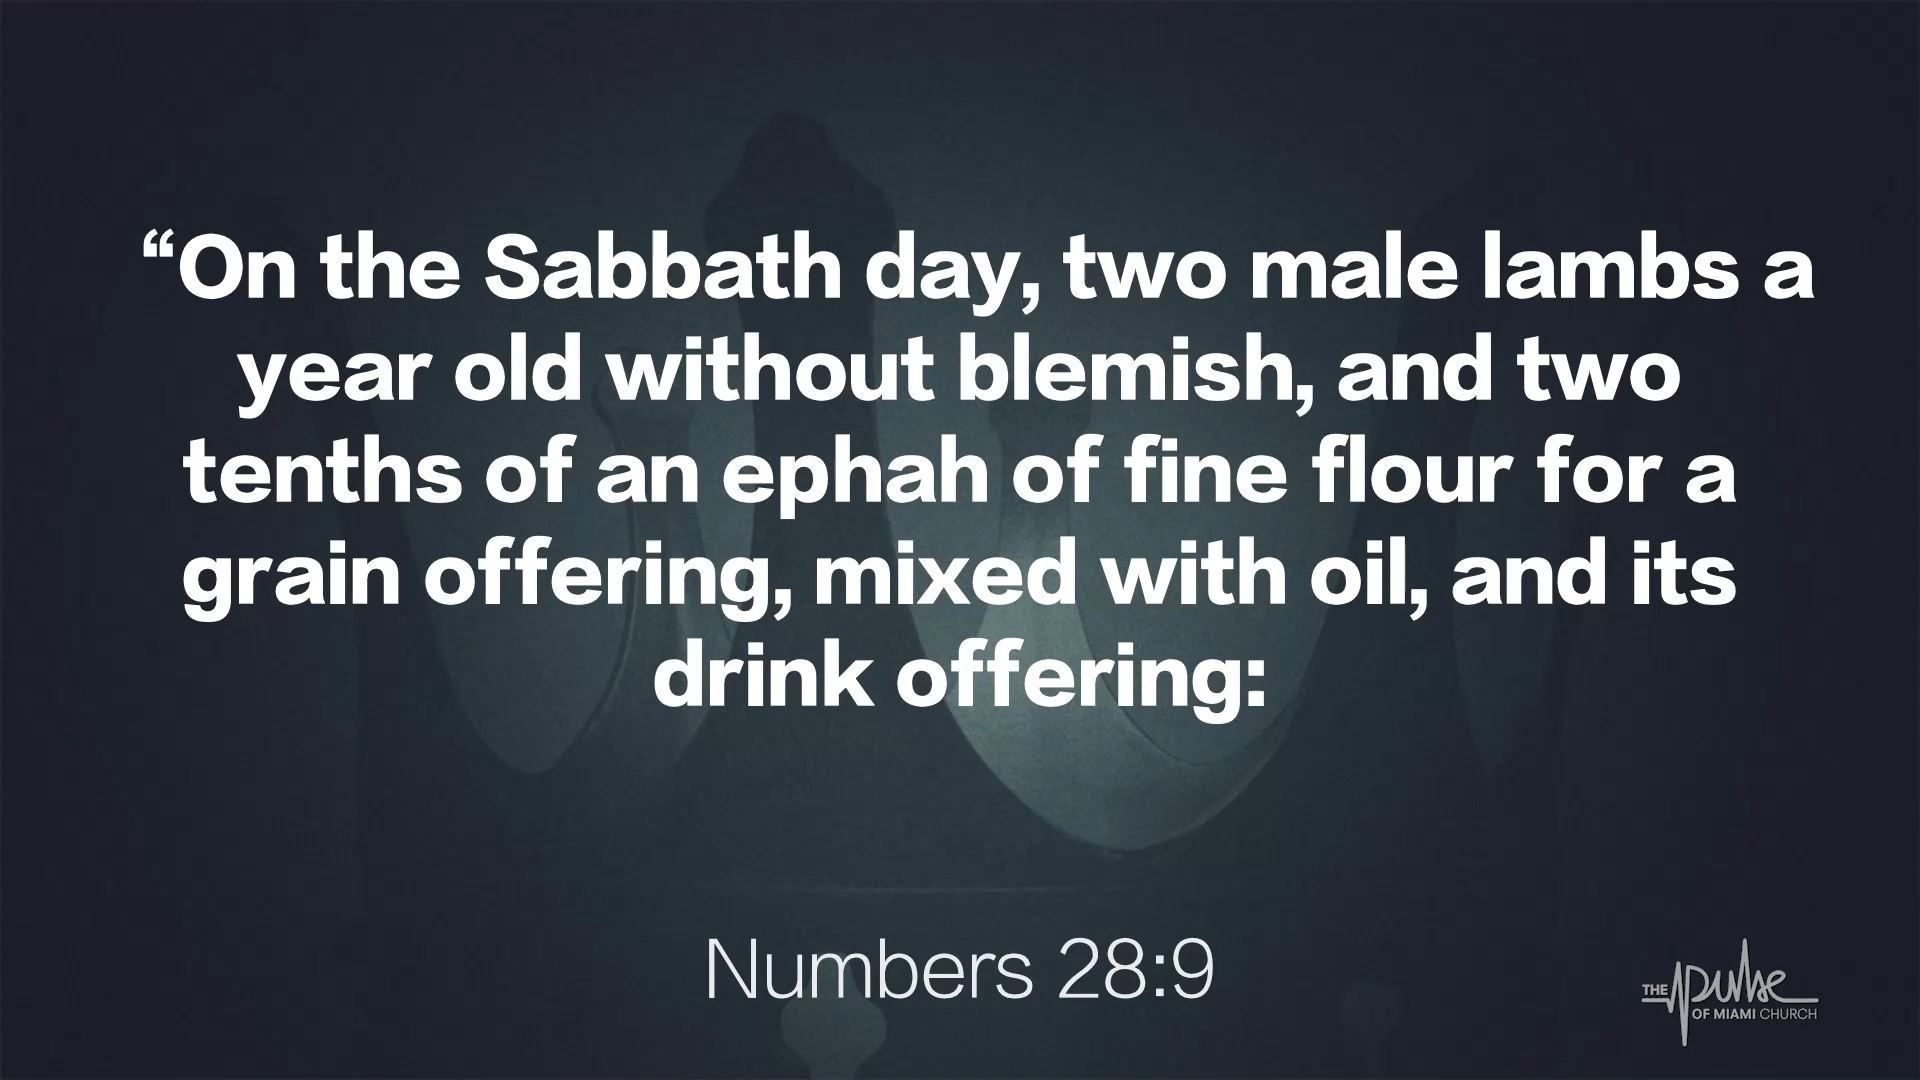 “On the Sabbath day, two male lambs a
year old without blemish, and two
tenths of an ephah of fine flour for a
grain offering, mixed with oil, and its
drink offering:
Numbers 28:9
THE pulse
OF MIAMI CHURCH